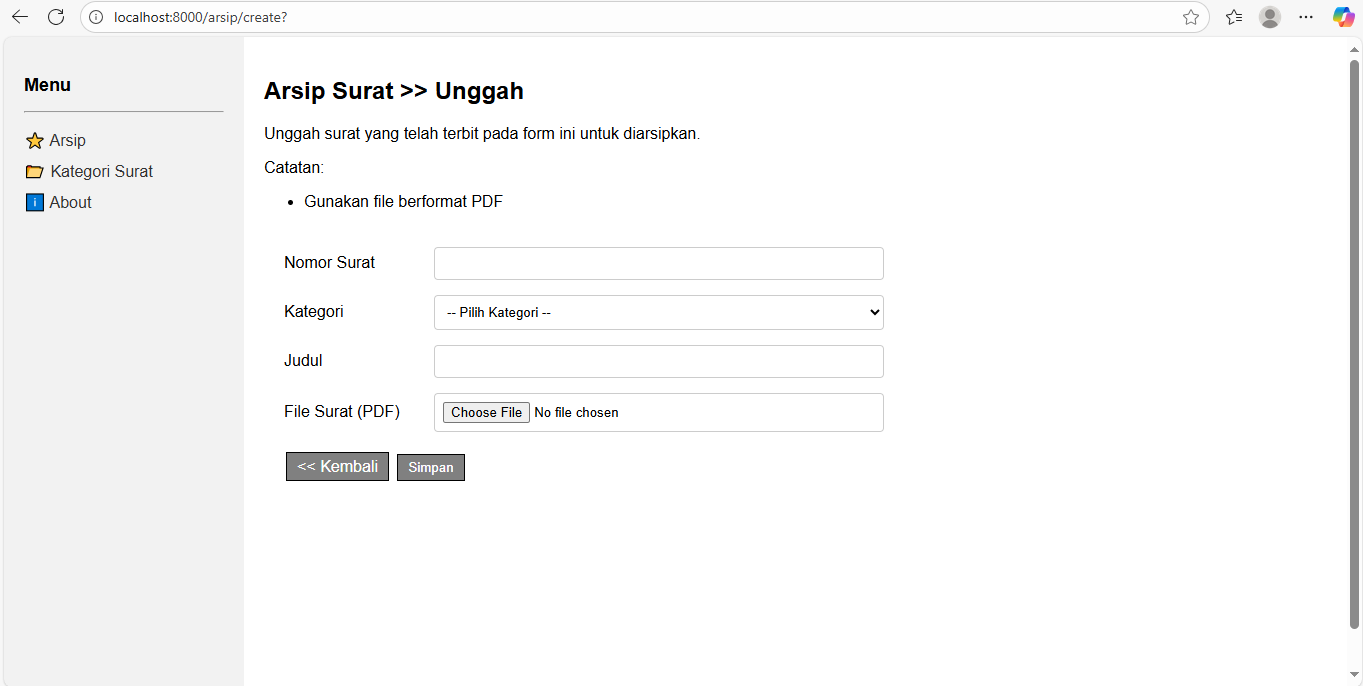 localhost:8000/arsip/create?
Menu
Arsip
Kategori Surat
i About
Arsip Surat >> Unggah
Unggah surat yang telah terbit pada form ini untuk diarsipkan.
Catatan:
• Gunakan file berformat PDF
Nomor Surat
Kategori -- Pilih Kategori --
Judul
File Surat (PDF) Choose File No file chosen
<< Kembali Simpan